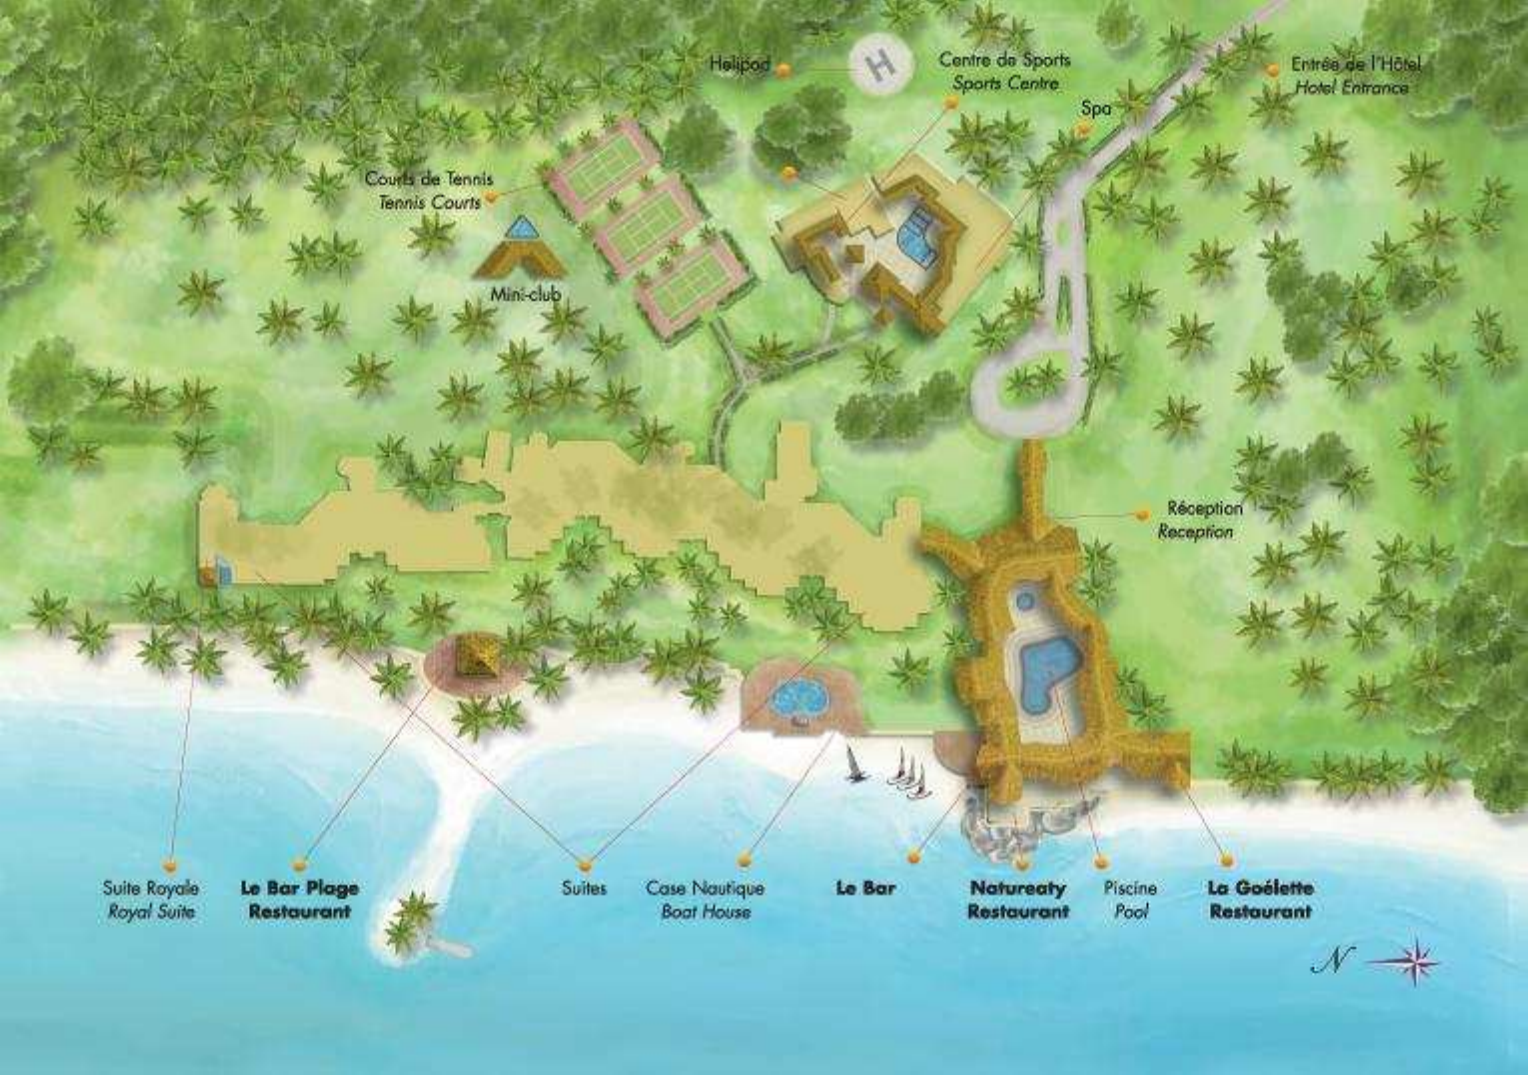 Helipad
H
Centre de Sports
Sports Centre
Spa
Entrée de l'Hôtel
Hotel Entrance
Courts de Tennis
Tennis Courts
Mini-club
Réception
Reception
Suite Royale
Royal Suite
Le Bar Plage
Restaurant
Suites
Case Nautique
Boat House
Le Bar
Natureaty
Restaurant
Piscine
Pool
La Goélette
Restaurant
N